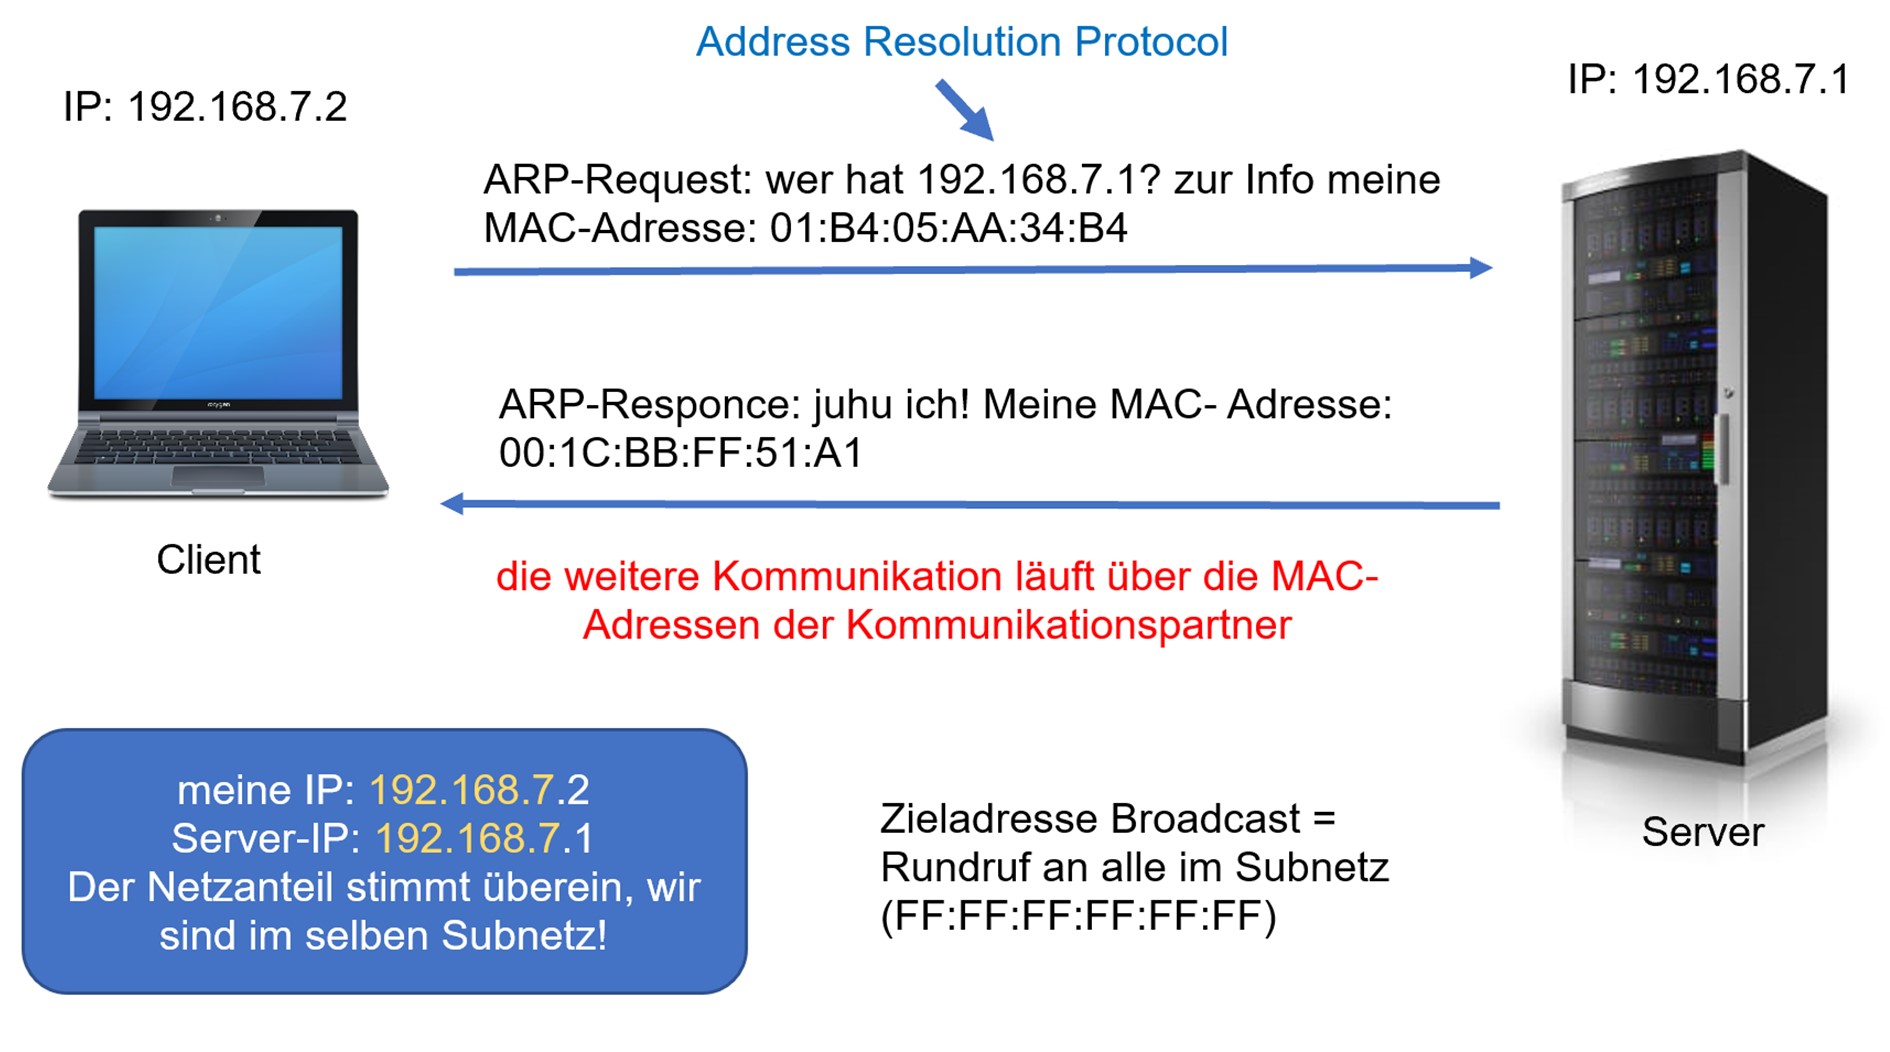 Address Resolution Protocol
IP: 192.168.7.2
IP: 192.168.7.1
ARP-Request: wer hat 192.168.7.1? zur Info meine
MAC-Adresse: 01:B4:05:AA:34:B4
ARP-Responce: juhu ich! Meine MAC- Adresse:
00:1C:BB:FF:51:A1
Client
die weitere Kommunikation läuft über die MAC-
Adressen der Kommunikationspartner
meine IP: 192.168.7.2
Server-IP: 192.168.7.1
Der Netzanteil stimmt überein, wir
sind im selben Subnetz!
Zieladresse Broadcast =
Rundruf an alle im Subnetz
(FF:FF:FF:FF:FF:FF)
Server